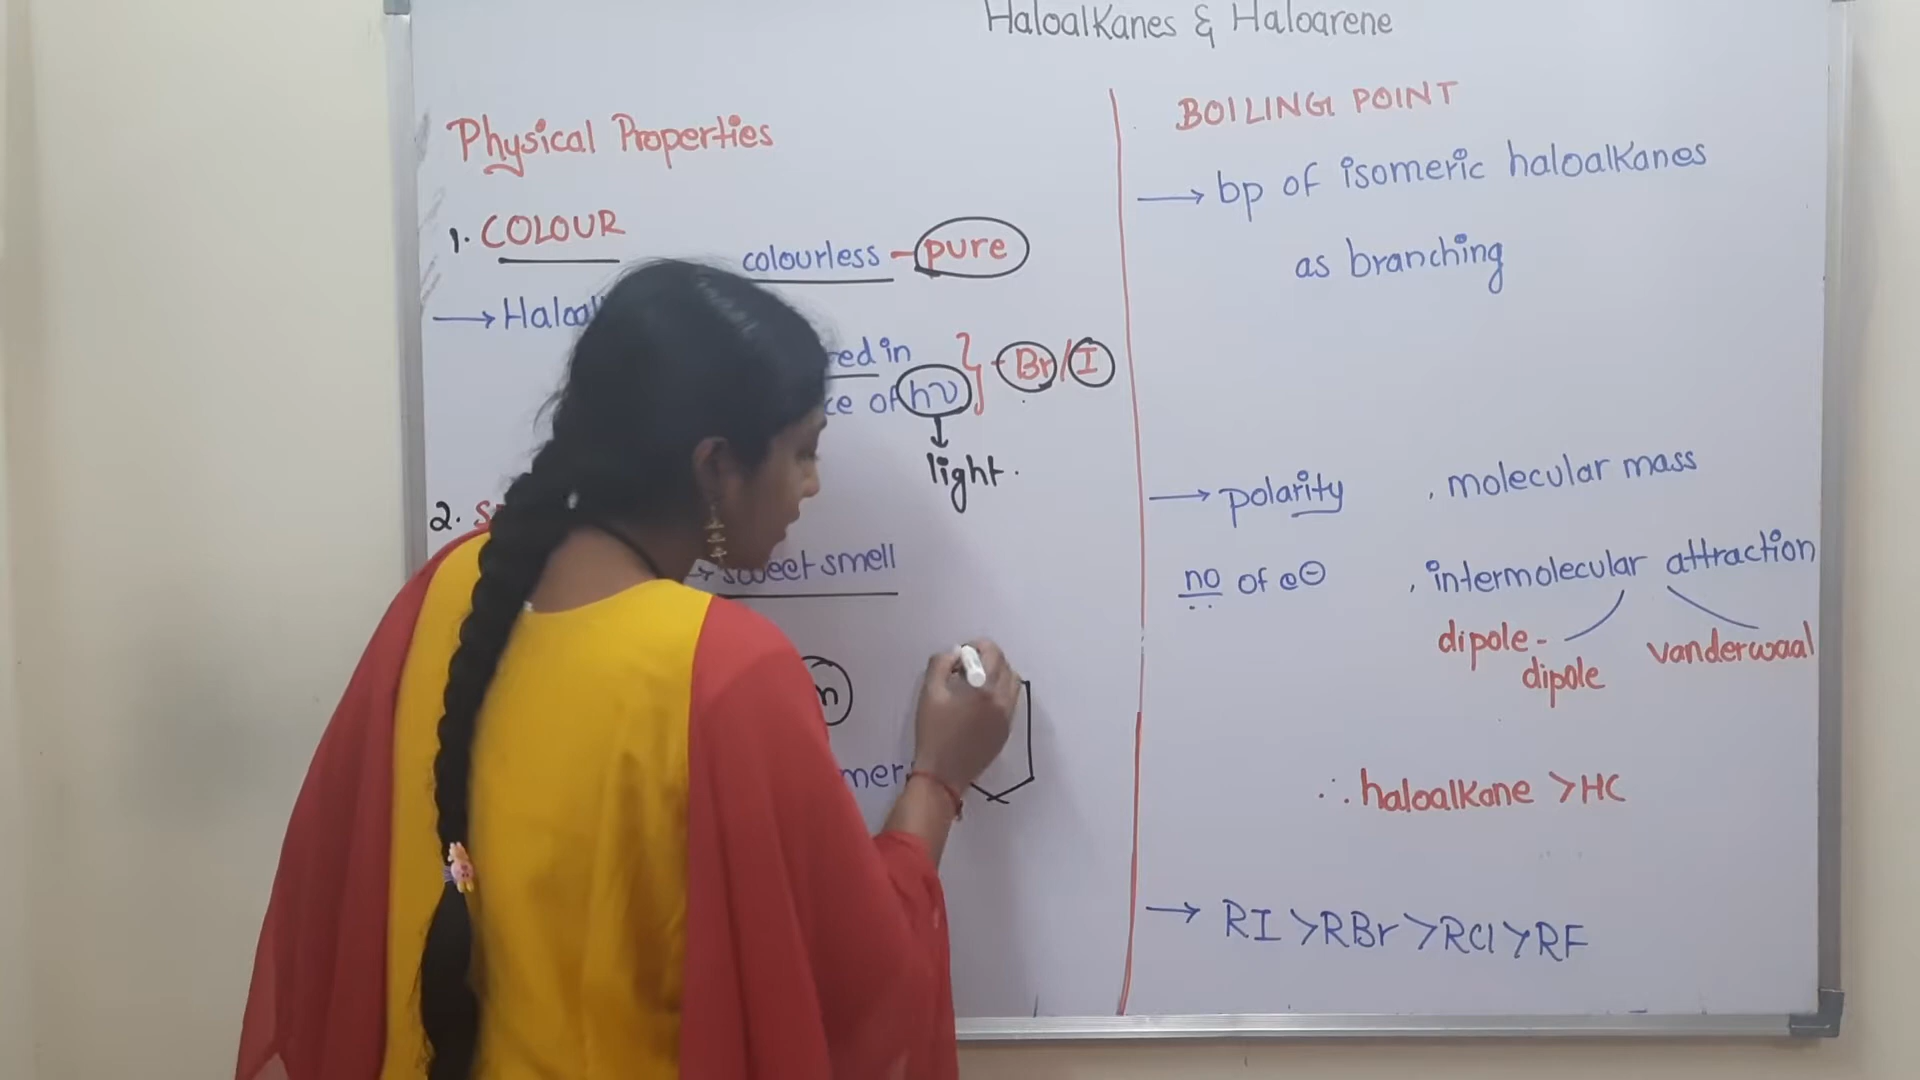 Haloalkanes & Haloarene
Physical Properties
1. COLOUR
colourless - pure
→ Haloal
red in } - Br/I
ce of hν
↓
light.
2. S
→ sweet smell
n
mer
BOILING POINT
→ bp of isomeric haloalkanes
as branching
→ polarity , molecular mass
no of e⊖ , intermolecular attraction
dipole- vanderwaal
dipole
∴ haloalkane > HC
→ RI > RBr > RCl > RF